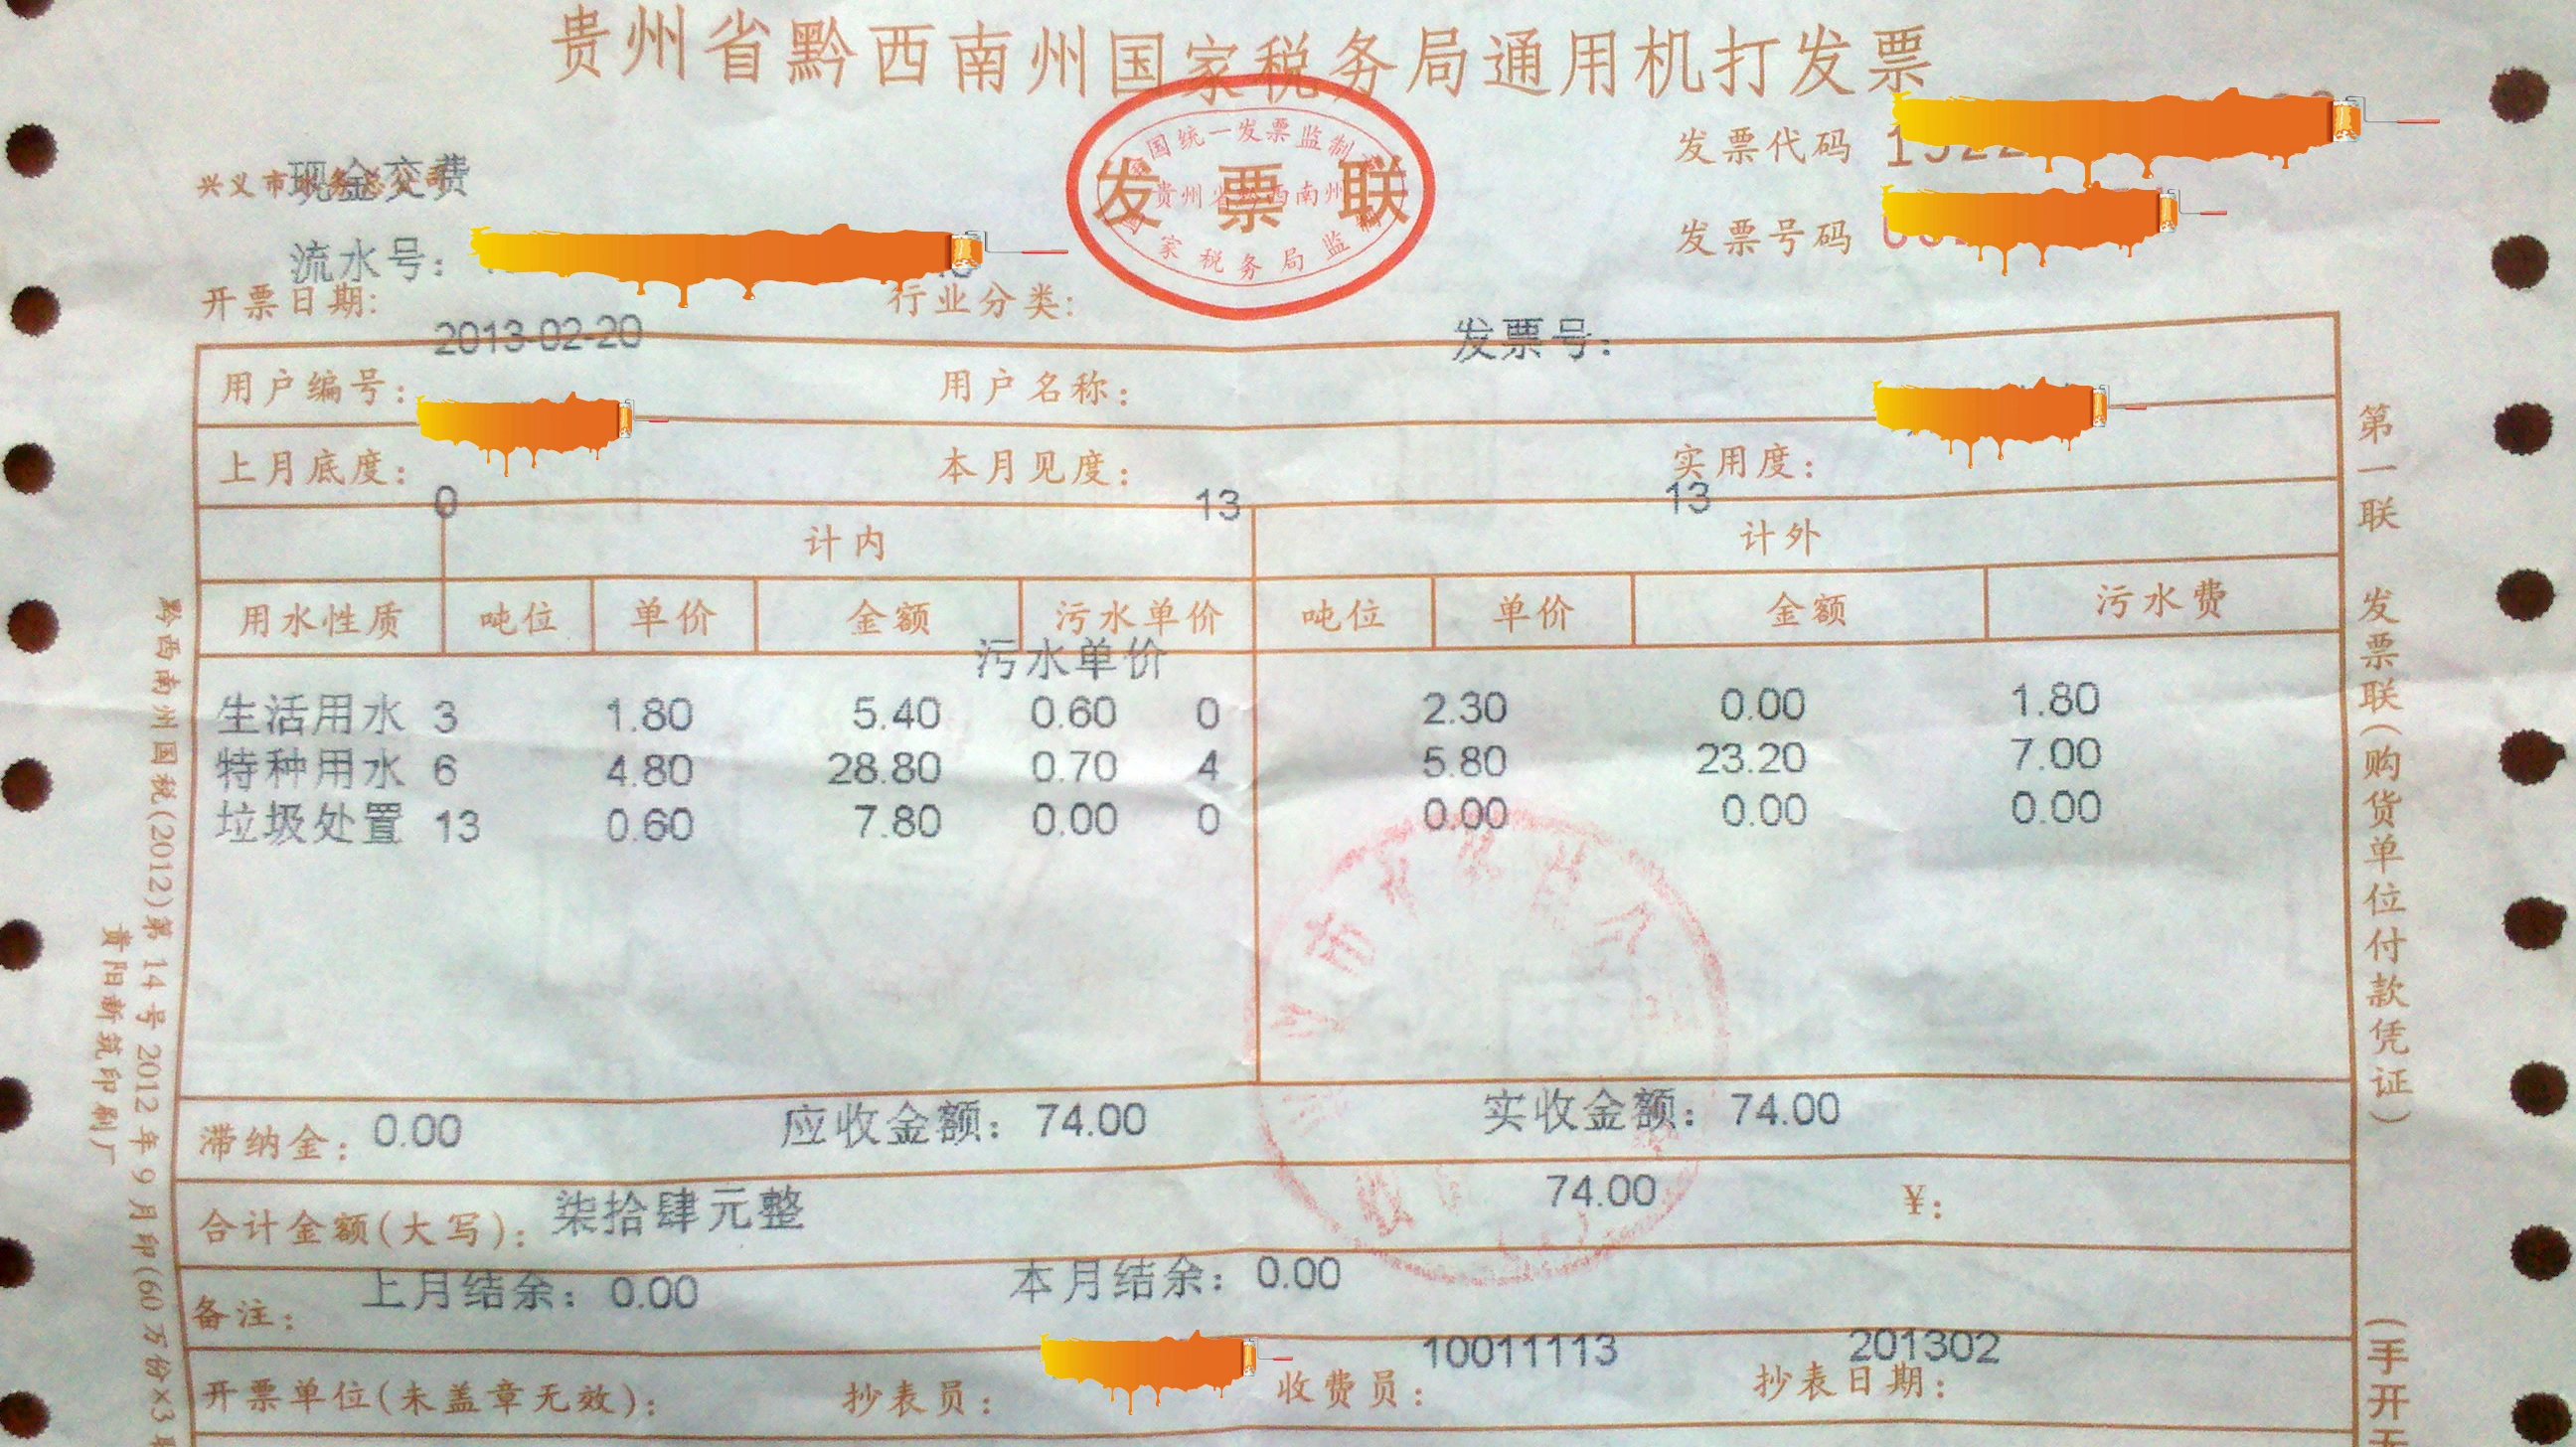 贵州省黔西南州国家税务局通用机打发票
国统一发票监制
发票联
贵州省黔西南州
家税务局监
发票代码
发票号码
兴义市
现金交费
流水号:
开票日期:
行业分类:
2013-02-20
发票号:
用户编号:
用户名称:
上月底度:
本月见度:
实用度:
0 13 13
计内 计外
用水性质 吨位 单价 金额 污水单价 吨位 单价 金额 污水费
污水单价
生活用水 3 1.80 5.40 0.60 0 2.30 0.00 1.80
特种用水 6 4.80 28.80 0.70 4 5.80 23.20 7.00
垃圾处置 13 0.60 7.80 0.00 0 0.00 0.00 0.00
滞纳金: 0.00 应收金额: 74.00 实收金额: 74.00
合计金额(大写): 柒拾肆元整 74.00 ¥:
上月结余: 0.00 本月结余: 0.00
备注:
10011113 201302
开票单位(未盖章无效): 抄表员: 收费员: 抄表日期:
第一联 发票联(购货单位付款凭证)
(手开无
黔西南州国税(2012)第14号2012年9月印(60万份×3
贵阳新筑印刷厂